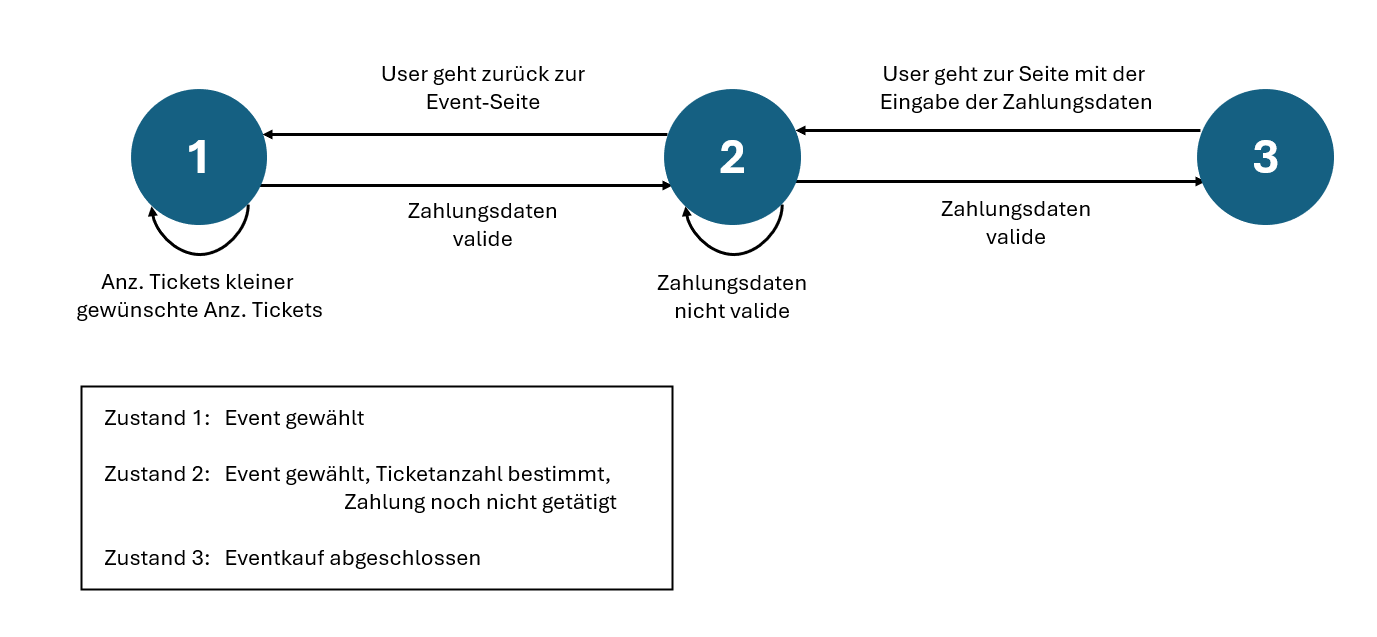 User geht zurück zur
Event-Seite
User geht zur Seite mit der
Eingabe der Zahlungsdaten
1
2
3
Zahlungsdaten
valide
Zahlungsdaten
valide
Anz. Tickets kleiner
gewünschte Anz. Tickets
Zahlungsdaten
nicht valide
Zustand 1: Event gewählt
Zustand 2: Event gewählt, Ticketanzahl bestimmt,
Zahlung noch nicht getätigt
Zustand 3: Eventkauf abgeschlossen